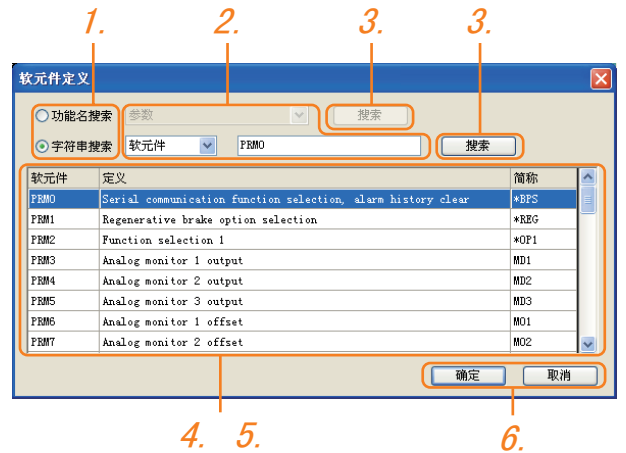 1. 2. 3. 3.
软元件定义
功能名搜索 参数 搜索
字符串搜索 软元件 PRM0 搜索
软元件 定义 简称
PRM0 Serial communication function selection, alarm history clear *BPS
PRM1 Regenerative brake option selection *REG
PRM2 Function selection 1 *OP1
PRM3 Analog monitor 1 output MD1
PRM4 Analog monitor 2 output MD2
PRM5 Analog monitor 3 output MD3
PRM6 Analog monitor 1 offset MO1
PRM7 Analog monitor 2 offset MO2
确定 取消
4. 5. 6.